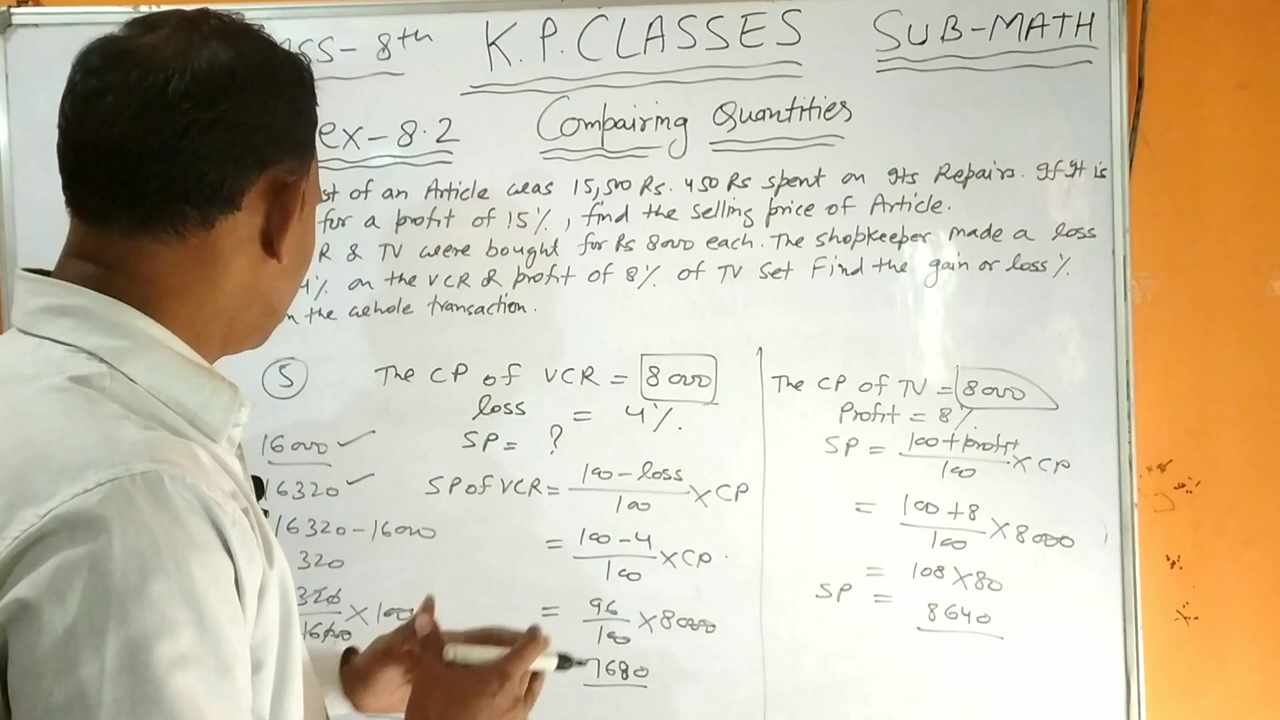 SS-8th K.P.CLASSES SUB-MATH
ex-8.2 Compairing Quantities
st of an Article was 15,500 Rs. 450 Rs spent on Its Repairs. If It is
for a profit of 15%, find the selling price of Article.
R & TV were bought for Rs 8000 each. The shopkeeper made a loss
4% on the VCR & profit of 8% of TV set Find the gain or loss %
n the whole transaction.
5
The CP of VCR = 8000
loss = 4%.
SP = ?
SP of VCR = 100-loss/100 × CP
= 100-4/100 × CP
= 96/100 × 8000
7680
16000 ✓
16320 ✓
16320-16000
320
320/16000 × 100
The CP of TV = 8000
Profit = 8%
SP = 100+profit/100 × CP
= 100+8/100 × 8000
= 108 × 80
SP = 8640